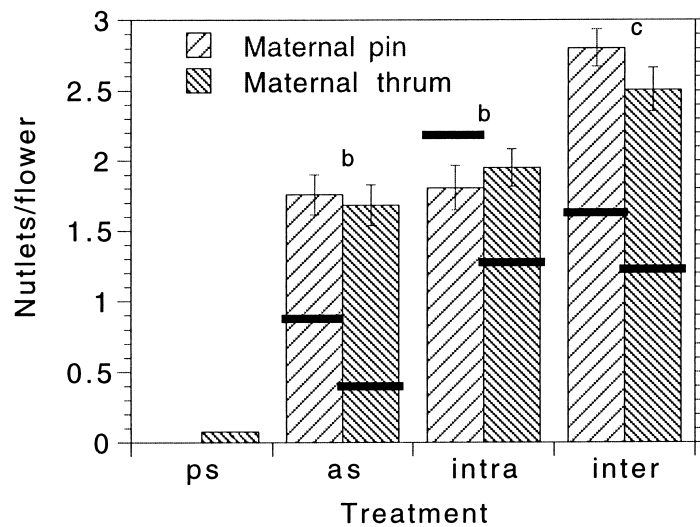 3
2.5
2
1.5
1
0.5
0
Nutlets/flower
Maternal pin
Maternal thrum
b
b
c
ps
as
intra
inter
Treatment